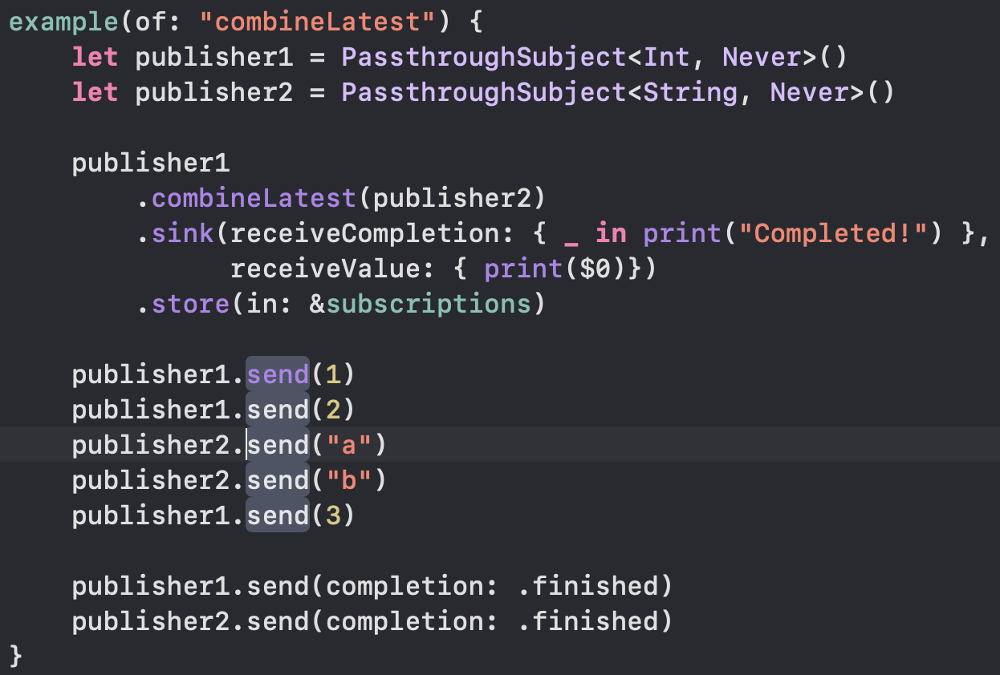 example(of: "combineLatest") {
    let publisher1 = PassthroughSubject<Int, Never>()
    let publisher2 = PassthroughSubject<String, Never>()

    publisher1
        .combineLatest(publisher2)
        .sink(receiveCompletion: { _ in print("Completed!") },
              receiveValue: { print($0)})
        .store(in: &subscriptions)

    publisher1.send(1)
    publisher1.send(2)
    publisher2.send("a")
    publisher2.send("b")
    publisher1.send(3)

    publisher1.send(completion: .finished)
    publisher2.send(completion: .finished)
}